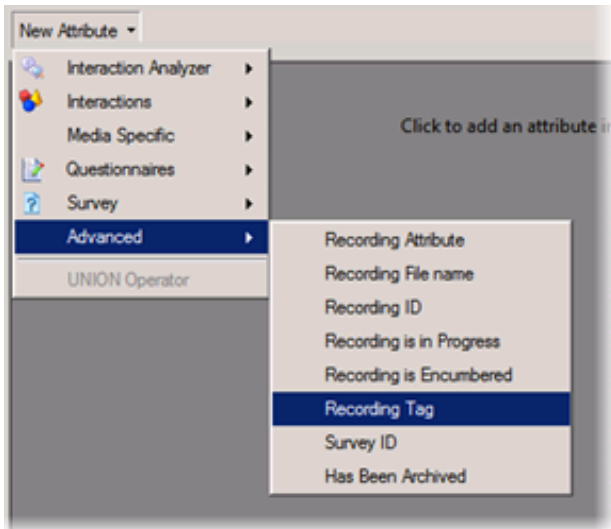 New Attribute
Interaction Analyzer
Interactions
Click to add an attribute
Media Specific
Questionnaires
Survey
Advanced
Recording Attribute
Recording File name
UNION Operator
Recording ID
Recording is in Progress
Recording is Encumbered
Recording Tag
Survey ID
Has Been Archived